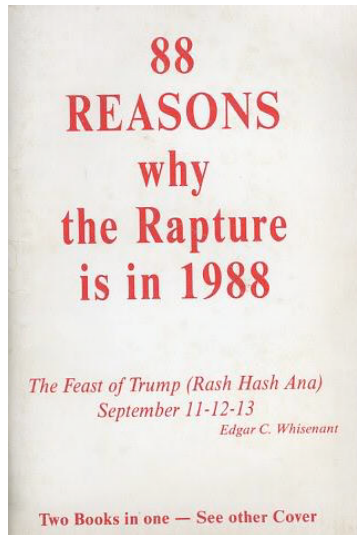 88
REASONS
why
the Rapture
is in 1988
The Feast of Trump (Rash Hash Ana)
September 11-12-13
Edgar C. Whisenant
Two Books in one — See other Cover